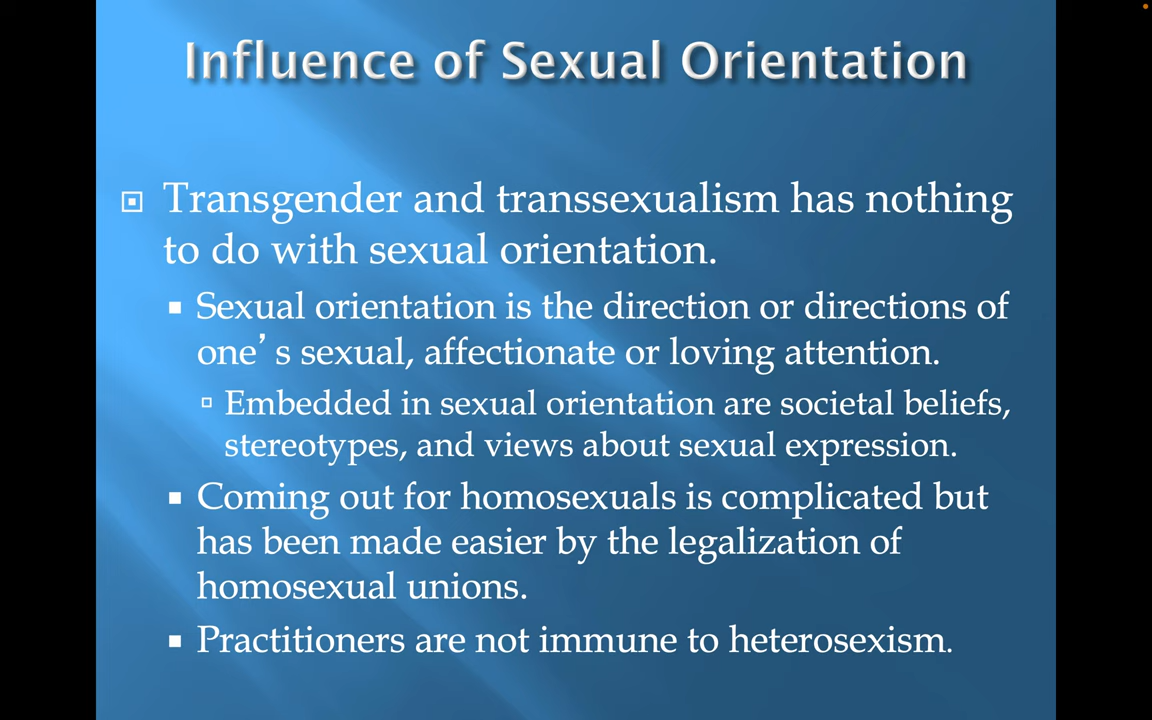 Influence of Sexual Orientation
Transgender and transsexualism has nothing
to do with sexual orientation.
Sexual orientation is the direction or directions of
one’s sexual, affectionate or loving attention.
Embedded in sexual orientation are societal beliefs,
stereotypes, and views about sexual expression.
Coming out for homosexuals is complicated but
has been made easier by the legalization of
homosexual unions.
Practitioners are not immune to heterosexism.